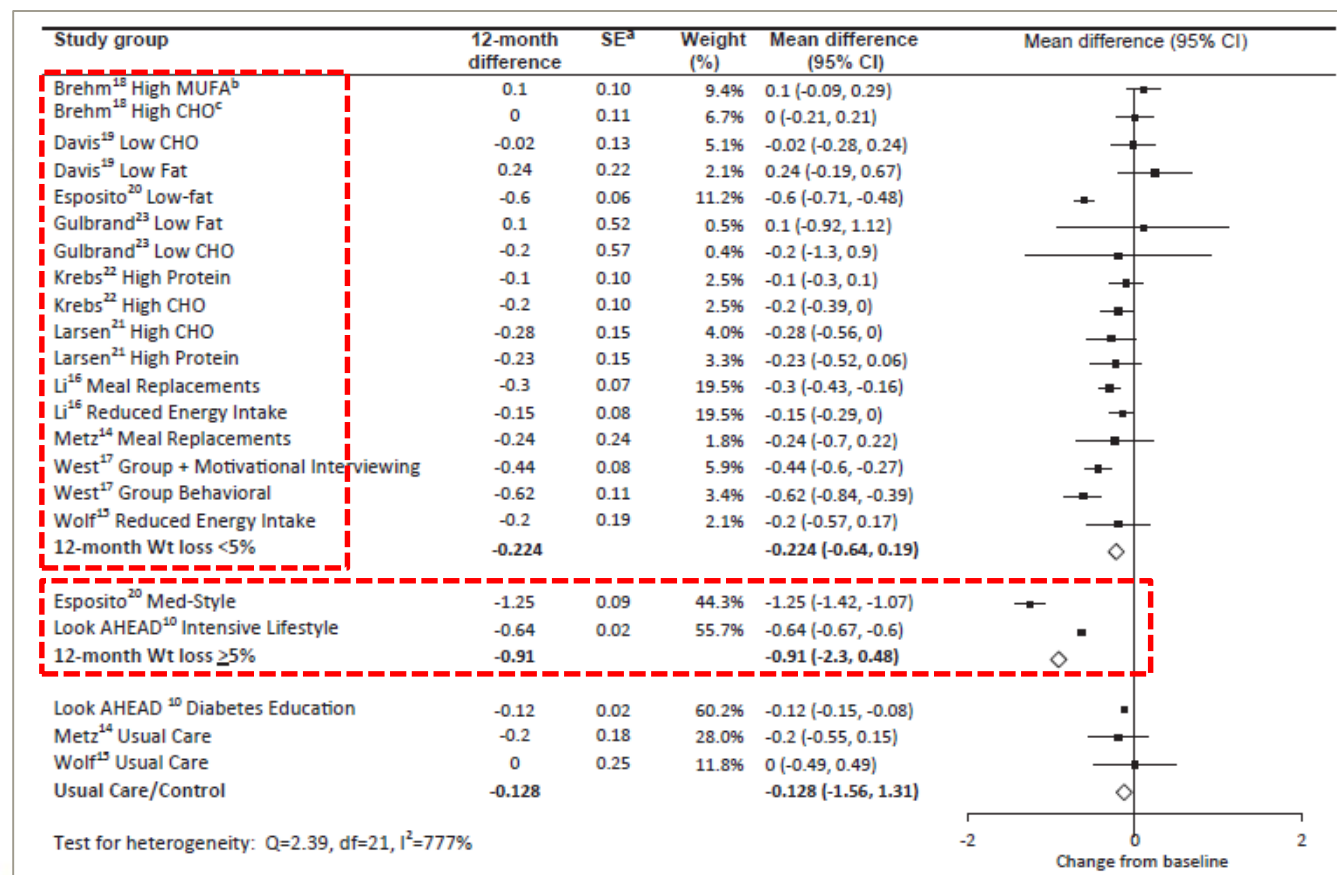 Study group 12-month difference SEª Weight (%) Mean difference (95% CI) Mean difference (95% CI)
Brehm¹⁸ High MUFAᵇ 0.1 0.10 9.4% 0.1 (-0.09, 0.29)
Brehm¹⁸ High CHOᶜ 0 0.11 6.7% 0 (-0.21, 0.21)
Davis¹⁹ Low CHO -0.02 0.13 5.1% -0.02 (-0.28, 0.24)
Davis¹⁹ Low Fat 0.24 0.22 2.1% 0.24 (-0.19, 0.67)
Esposito²⁰ Low-fat -0.6 0.06 11.2% -0.6 (-0.71, -0.48)
Gulbrand²³ Low Fat 0.1 0.52 0.5% 0.1 (-0.92, 1.12)
Gulbrand²³ Low CHO -0.2 0.57 0.4% -0.2 (-1.3, 0.9)
Krebs²² High Protein -0.1 0.10 2.5% -0.1 (-0.3, 0.1)
Krebs²² High CHO -0.2 0.10 2.5% -0.2 (-0.39, 0)
Larsen²¹ High CHO -0.28 0.15 4.0% -0.28 (-0.56, 0)
Larsen²¹ High Protein -0.23 0.15 3.3% -0.23 (-0.52, 0.06)
Li¹⁶ Meal Replacements -0.3 0.07 19.5% -0.3 (-0.43, -0.16)
Li¹⁶ Reduced Energy Intake -0.15 0.08 19.5% -0.15 (-0.29, 0)
Metz¹⁴ Meal Replacements -0.24 0.24 1.8% -0.24 (-0.7, 0.22)
West¹⁷ Group + Motivational Interviewing -0.44 0.08 5.9% -0.44 (-0.6, -0.27)
West¹⁷ Group Behavioral -0.62 0.11 3.4% -0.62 (-0.84, -0.39)
Wolf¹⁵ Reduced Energy Intake -0.2 0.19 2.1% -0.2 (-0.57, 0.17)
12-month Wt loss <5% -0.224 -0.224 (-0.64, 0.19)
Esposito²⁰ Med-Style -1.25 0.09 44.3% -1.25 (-1.42, -1.07)
Look AHEAD¹⁰ Intensive Lifestyle -0.64 0.02 55.7% -0.64 (-0.67, -0.6)
12-month Wt loss ≥5% -0.91 -0.91 (-2.3, 0.48)
Look AHEAD ¹⁰ Diabetes Education -0.12 0.02 60.2% -0.12 (-0.15, -0.08)
Metz¹⁴ Usual Care -0.2 0.18 28.0% -0.2 (-0.55, 0.15)
Wolf¹⁵ Usual Care 0 0.25 11.8% 0 (-0.49, 0.49)
Usual Care/Control -0.128 -0.128 (-1.56, 1.31)
Test for heterogeneity: Q=2.39, df=21, I²=777%
-2 0 2
Change from baseline